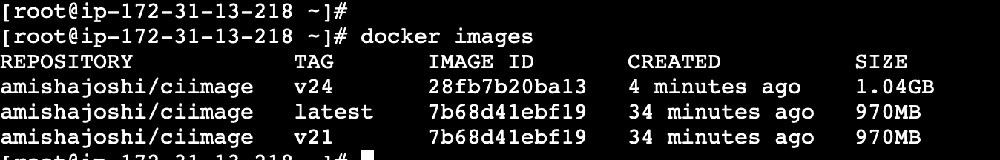 [root@ip-172-31-13-218 ~]#
[root@ip-172-31-13-218 ~]# docker images
REPOSITORY TAG IMAGE ID CREATED SIZE
amishajoshi/ciimage v24 28fb7b20ba13 4 minutes ago 1.04GB
amishajoshi/ciimage latest 7b68d41ebf19 34 minutes ago 970MB
amishajoshi/ciimage v21 7b68d41ebf19 34 minutes ago 970MB
[root@ip-172-31-13-218 ~]#